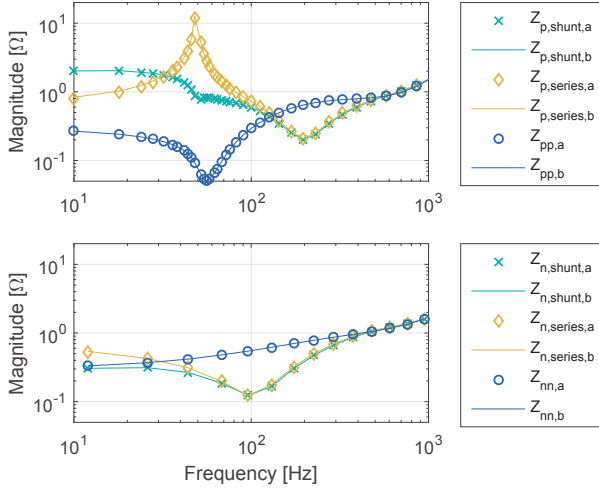 10¹
10⁰
10⁻¹
Magnitude [Ω]
10¹
10²
10³
Z_p,shunt,a
Z_p,shunt,b
Z_p,series,a
Z_p,series,b
Z_pp,a
Z_pp,b
10¹
10⁰
10⁻¹
Magnitude [Ω]
10¹
10²
10³
Frequency [Hz]
Z_n,shunt,a
Z_n,shunt,b
Z_n,series,a
Z_n,series,b
Z_nn,a
Z_nn,b